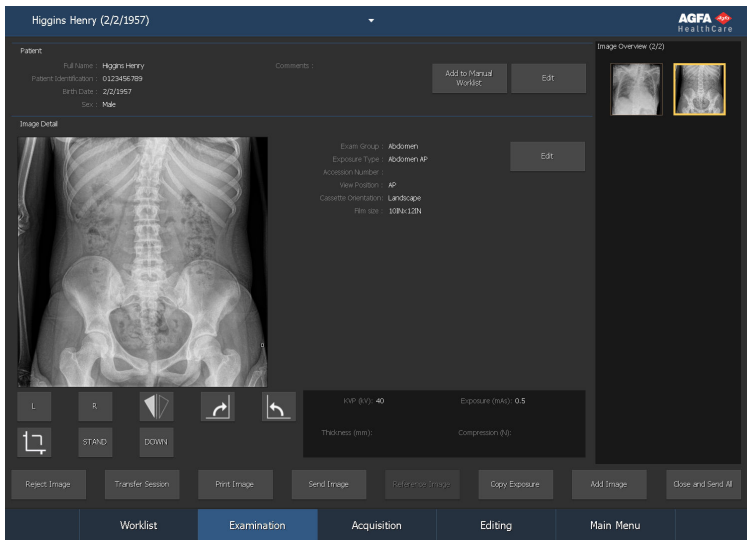 Higgins Henry (2/2/1957)
AGFA
HealthCare
Patient
Full Name : Higgins Henry
Patient Identification : 0123456789
Birth Date : 2/2/1957
Sex : Male
Comments :
Add to Manual
Worklist
Edit
Image Overview (2/2)
Image Detail
Exam Group : Abdomen
Exposure Type : Abdomen AP
Accession Number :
View Position : AP
Cassette Orientation : Landscape
Film size : 10INx12IN
Edit
L
R
STAND
DOWN
KVP (kV): 40
Exposure (mAs): 0.5
Thickness (mm):
Compression (N):
Reject Image
Transfer Session
Print Image
Send Image
Reference Image
Copy Exposure
Add Image
Close and Send All
Worklist
Examination
Acquisition
Editing
Main Menu